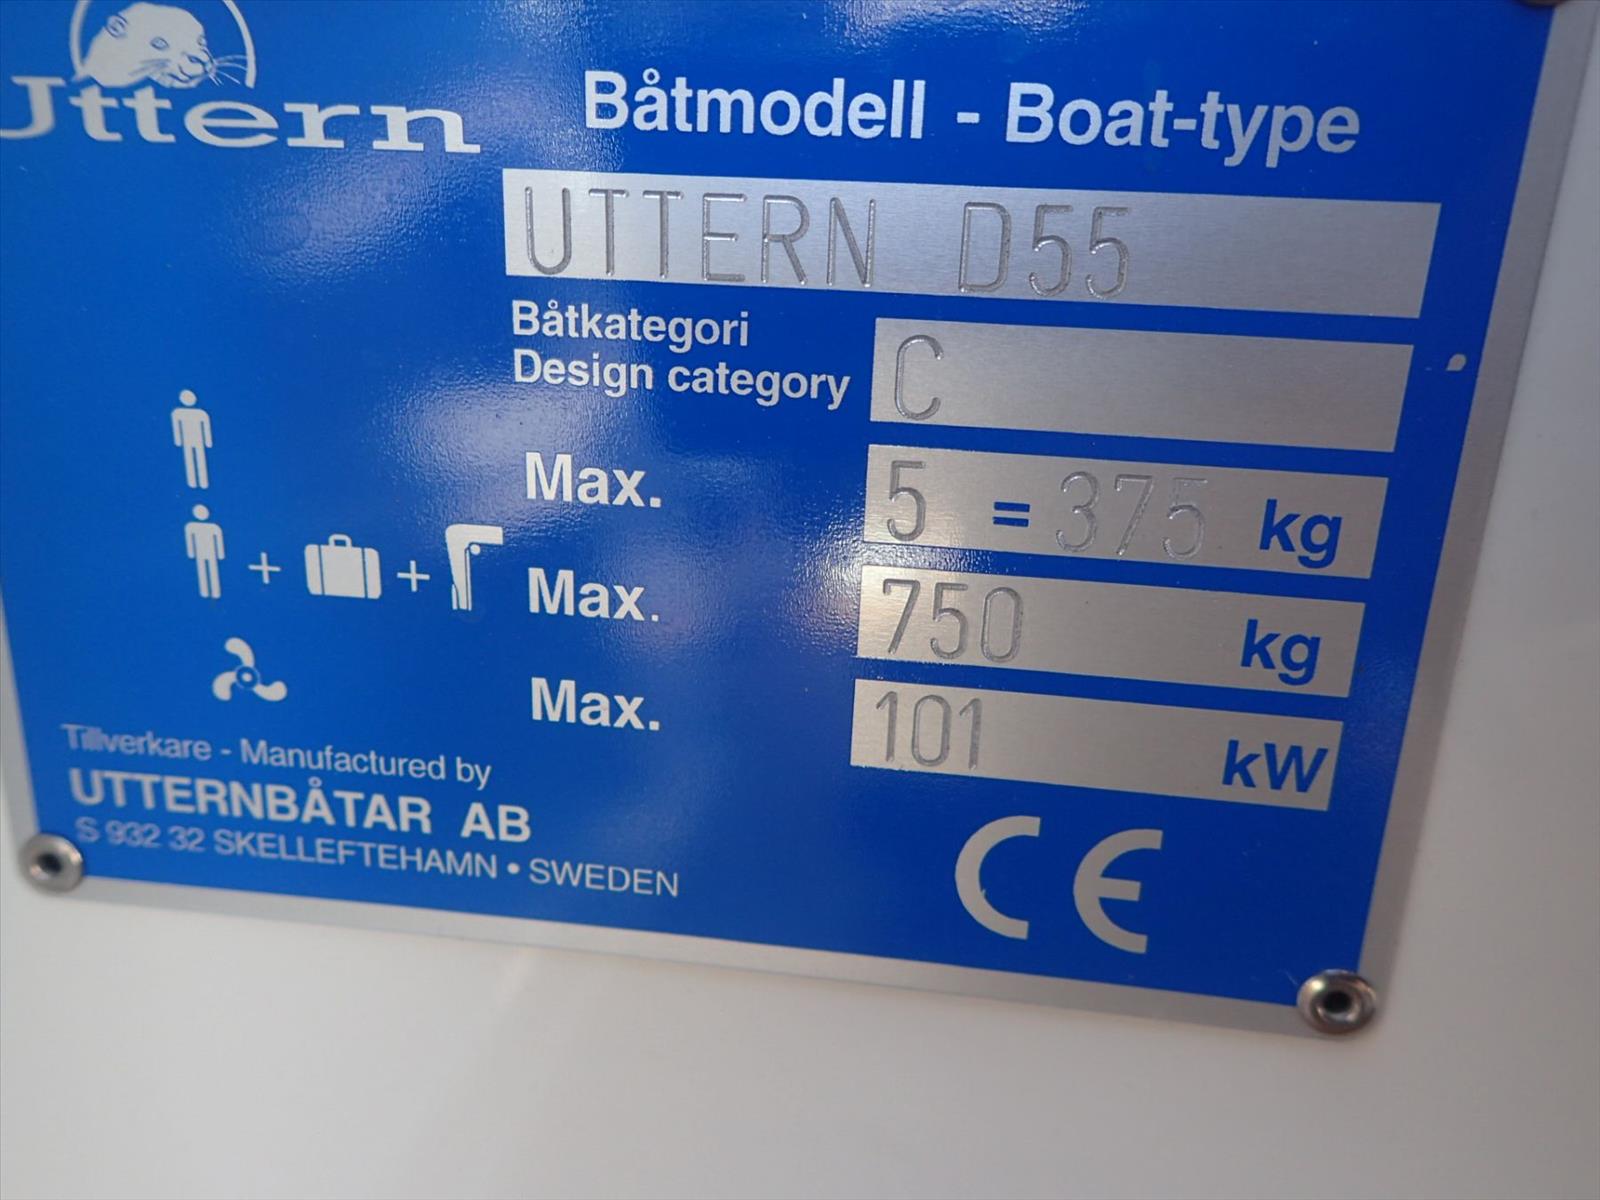 Uttern
Båtmodell - Boat-type
UTTERN D55
Båtkategori
Design category
C
Max. 5 = 375 kg
+ + Max. 750 kg
Max. 101 kW
Tillverkare - Manufactured by
UTTERNBÅTAR AB
S 932 32 SKELLEFTEHAMN • SWEDEN
CE